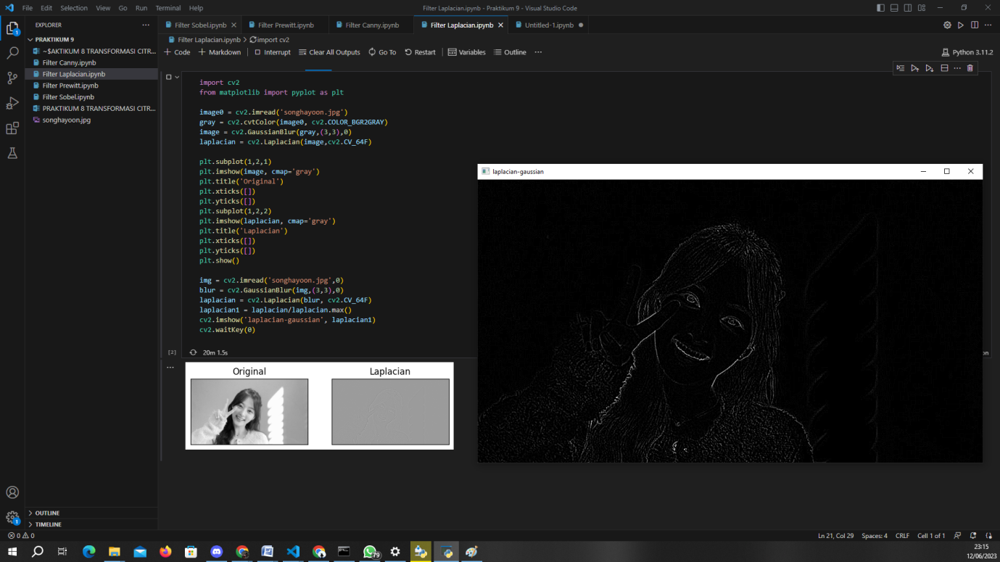 File Edit Selection View Go Run Terminal Help
Filter Laplacian.ipynb - Praktikum 9 - Visual Studio Code
EXPLORER
PRAKTIKUM 9
~$AKTIKUM 8 TRANSFORMASI CITR...
Filter Canny.ipynb
Filter Laplacian.ipynb
Filter Prewitt.ipynb
Filter Sobel.ipynb
PRAKTIKUM 8 TRANSFORMASI CITR...
songhayoon.jpg
OUTLINE
TIMELINE
Filter Sobel.ipynb Filter Prewitt.ipynb Filter Canny.ipynb Filter Laplacian.ipynb Untitled-1.ipynb
Filter Laplacian.ipynb > import cv2
Code Markdown Interrupt Clear All Outputs Go To Restart Variables Outline ...
Python 3.11.2
import cv2
from matplotlib import pyplot as plt
image0 = cv2.imread('songhayoon.jpg')
gray = cv2.cvtColor(image0, cv2.COLOR_BGR2GRAY)
image = cv2.GaussianBlur(gray,(3,3),0)
laplacian = cv2.Laplacian(image,cv2.CV_64F)
plt.subplot(1,2,1)
plt.imshow(image, cmap='gray')
plt.title('Original')
plt.xticks([])
plt.yticks([])
plt.subplot(1,2,2)
plt.imshow(laplacian, cmap='gray')
plt.title('Laplacian')
plt.xticks([])
plt.yticks([])
plt.show()
img = cv2.imread('songhayoon.jpg',0)
blur = cv2.GaussianBlur(img,(3,3),0)
laplacian = cv2.Laplacian(blur, cv2.CV_64F)
laplacian1 = laplacian/laplacian.max()
cv2.imshow('laplacian-gaussian', laplacian1)
cv2.waitKey(0)
[2]
20m 1.5s
on
Original Laplacian
laplacian-gaussian
0 0
Ln 21, Col 29 Spaces: 4 CRLF Cell 1 of 1
1
1
79
23:15
12/06/2023